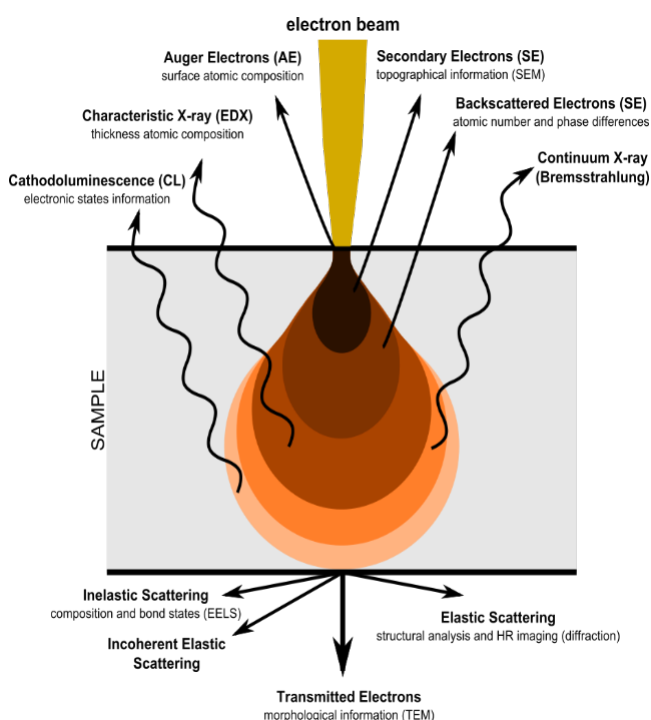 electron beam
Auger Electrons (AE)
surface atomic composition
Secondary Electrons (SE)
topographical information (SEM)
Characteristic X-ray (EDX)
thickness atomic composition
Backscattered Electrons (SE)
atomic number and phase differences
Cathodoluminescence (CL)
electronic states information
Continuum X-ray
(Bremsstrahlung)
SAMPLE
Inelastic Scattering
composition and bond states (EELS)
Incoherent Elastic
Scattering
Elastic Scattering
structural analysis and HR imaging (diffraction)
Transmitted Electrons
morphological information (TEM)